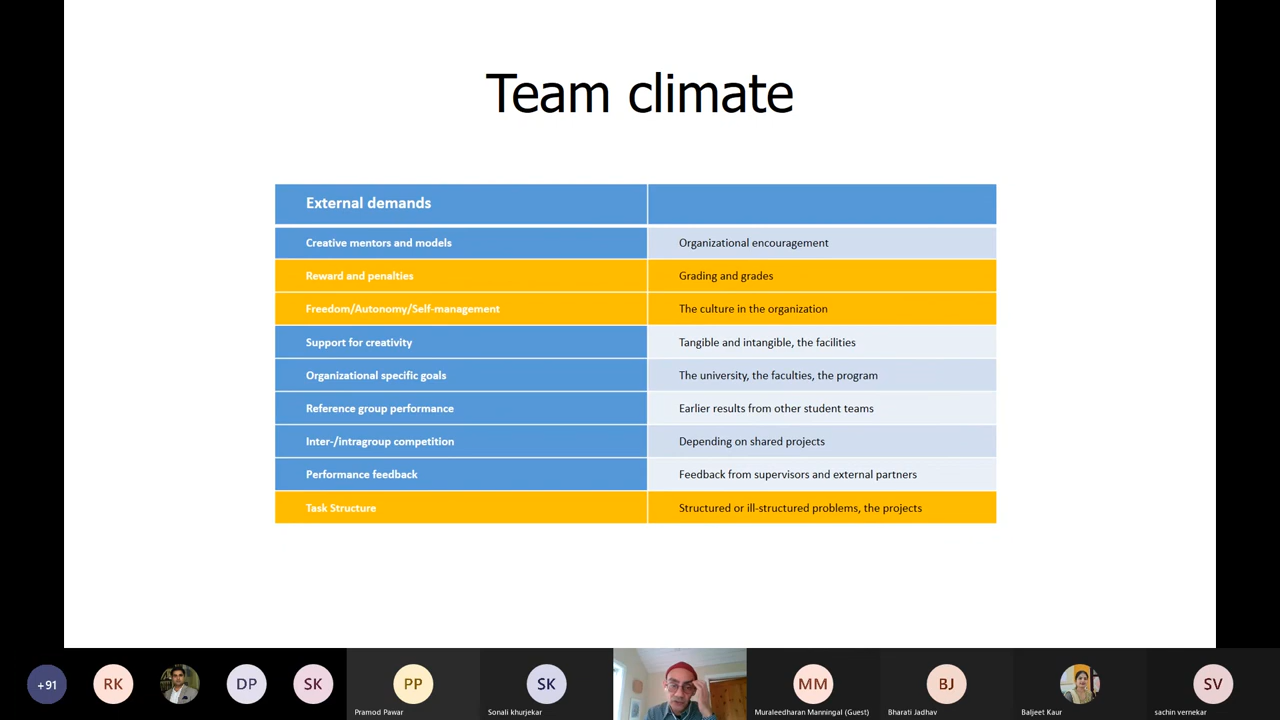 Team climate
External demands
Creative mentors and models Organizational encouragement
Reward and penalties Grading and grades
Freedom/Autonomy/Self-management The culture in the organization
Support for creativity Tangible and intangible, the facilities
Organizational specific goals The university, the faculties, the program
Reference group performance Earlier results from other student teams
Inter-/intragroup competition Depending on shared projects
Performance feedback Feedback from supervisors and external partners
Task Structure Structured or ill-structured problems, the projects
+91 RK DP SK PP SK MM BJ SV
Pramod Pawar Sonali khurjekar Muraleedharan Manningal (Guest) Bharati Jadhav Baljeet Kaur sachin vernekar